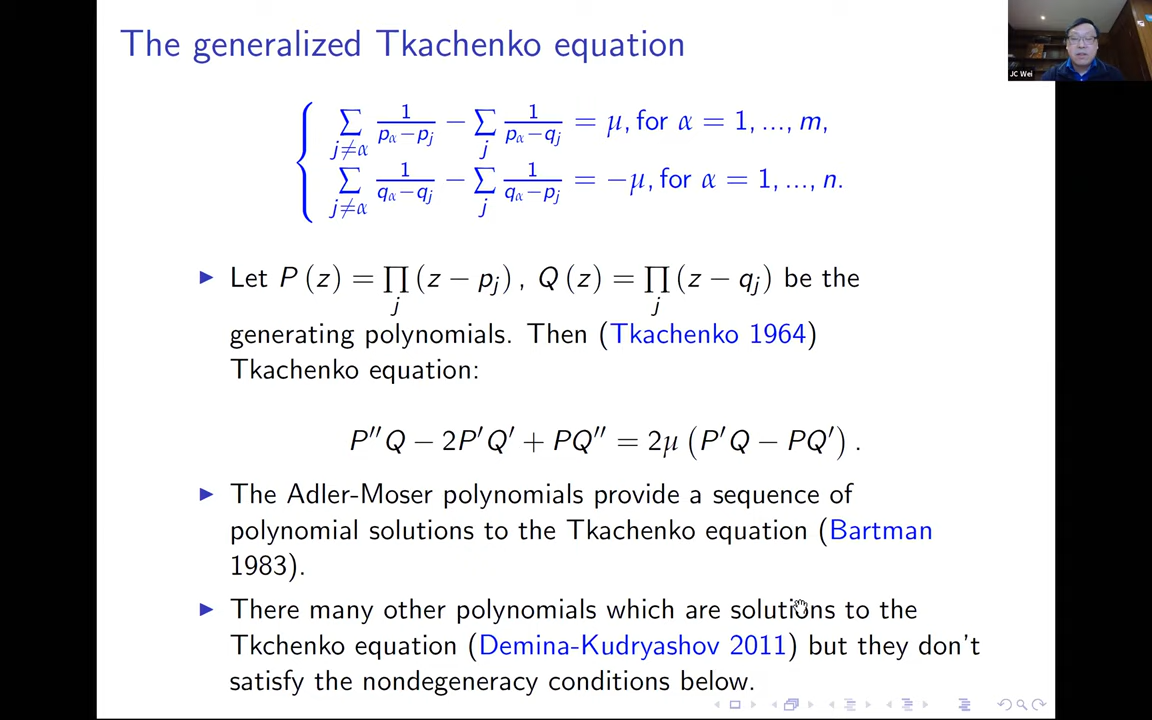 The generalized Tkachenko equation
JC Wei
∑_{j≠α} 1/(p_α−p_j) − ∑_j 1/(p_α−q_j) = μ, for α = 1, ..., m,
∑_{j≠α} 1/(q_α−q_j) − ∑_j 1/(q_α−p_j) = −μ, for α = 1, ..., n.
Let P (z) = ∏_j (z − p_j) , Q (z) = ∏_j (z − q_j) be the
generating polynomials. Then (Tkachenko 1964)
Tkachenko equation:
P″Q − 2P′Q′ + PQ″ = 2μ (P′Q − PQ′) .
The Adler-Moser polynomials provide a sequence of
polynomial solutions to the Tkachenko equation (Bartman
1983).
There many other polynomials which are solutions to the
Tkchenko equation (Demina-Kudryashov 2011) but they don't
satisfy the nondegeneracy conditions below.